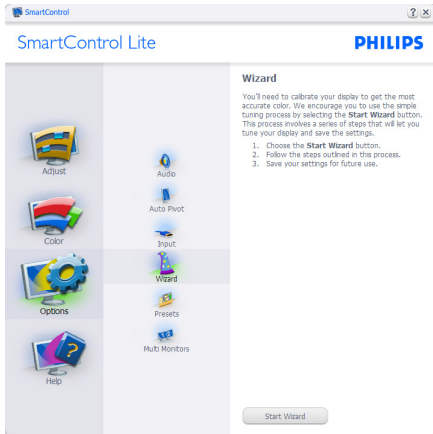 SmartControl
? ×
SmartControl Lite
PHILIPS
Adjust
Color
Options
Help
Audio
Auto Pivot
Input
Wizard
Presets
Multi Monitors
Wizard
You'll need to calibrate your display to get the most
accurate color. We encourage you to use the simple
tuning process by selecting the Start Wizard button.
This process involves a series of steps that will let you
tune your display and save the settings.
1. Choose the Start Wizard button.
2. Follow the steps outlined in this process.
3. Save your settings for future use.
Start Wizard